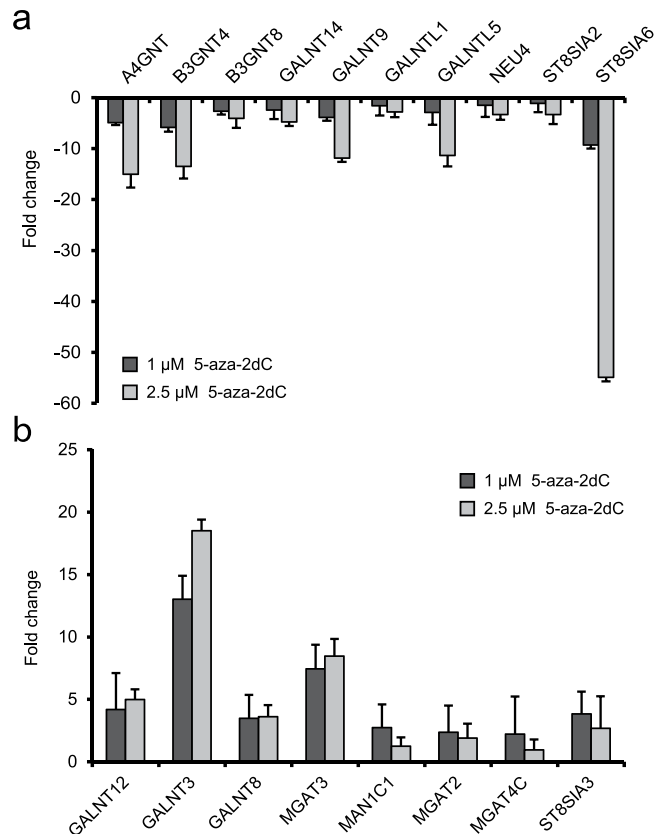 a
A4GNT B3GNT4 B3GNT8 GALNT14 GALNT9 GALNTL1 GALNTL5 NEU4 ST8SIA2 ST8SIA6
0
-10
-20
-30
-40
-50
-60
Fold change
1 µM 5-aza-2dC
2.5 µM 5-aza-2dC
b
25
20
15
10
5
0
Fold change
1 µM 5-aza-2dC
2.5 µM 5-aza-2dC
GALNT12 GALNT3 GALNT8 MGAT3 MAN1C1 MGAT2 MGAT4C ST8SIA3